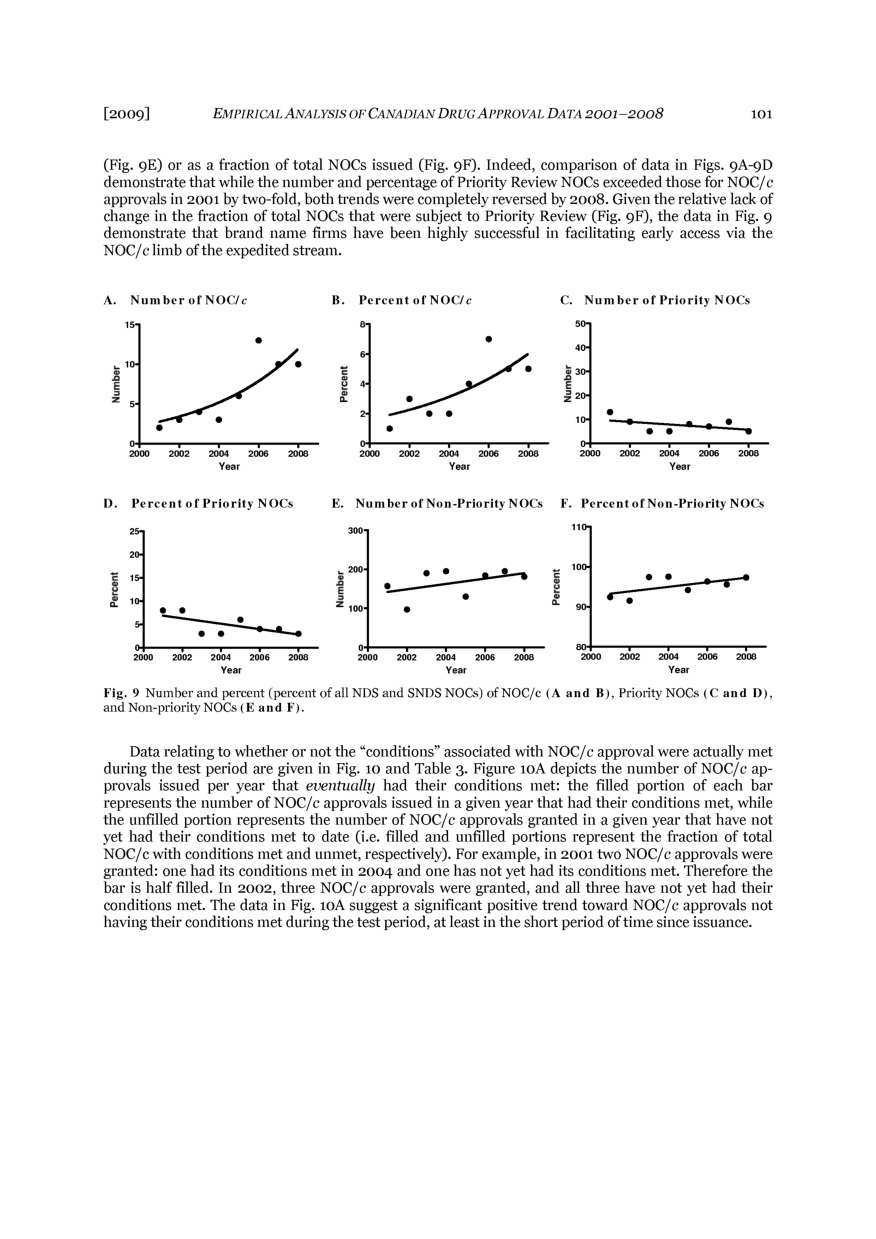 [2009] EMPIRICAL ANALYSIS OF CANADIAN DRUG APPROVAL DATA 2001–2008 101
(Fig. 9E) or as a fraction of total NOCs issued (Fig. 9F). Indeed, comparison of data in Figs. 9A-9D
demonstrate that while the number and percentage of Priority Review NOCs exceeded those for NOC/c
approvals in 2001 by two-fold, both trends were completely reversed by 2008. Given the relative lack of
change in the fraction of total NOCs that were subject to Priority Review (Fig. 9F), the data in Fig. 9
demonstrate that brand name firms have been highly successful in facilitating early access via the
NOC/c limb of the expedited stream.
A. Number of NOC/c B. Percent of NOC/c C. Number of Priority NOCs
15 8 50
40
10 6 30
Number Percent 4 Number 20
5 2 10
0 0 0
2000 2002 2004 2006 2008 2000 2002 2004 2006 2008 2000 2002 2004 2006 2008
Year Year Year
D. Percent of Priority NOCs E. Number of Non-Priority NOCs F. Percent of Non-Priority NOCs
25 300 110
20
15 200 100
Percent Number Percent
10 100 90
5
0 0 80
2000 2002 2004 2006 2008 2000 2002 2004 2006 2008 2000 2002 2004 2006 2008
Year Year Year
Fig. 9 Number and percent (percent of all NDS and SNDS NOCs) of NOC/c (A and B), Priority NOCs (C and D),
and Non-priority NOCs (E and F).
Data relating to whether or not the “conditions” associated with NOC/c approval were actually met
during the test period are given in Fig. 10 and Table 3. Figure 10A depicts the number of NOC/c ap-
provals issued per year that eventually had their conditions met: the filled portion of each bar
represents the number of NOC/c approvals issued in a given year that had their conditions met, while
the unfilled portion represents the number of NOC/c approvals granted in a given year that have not
yet had their conditions met to date (i.e. filled and unfilled portions represent the fraction of total
NOC/c with conditions met and unmet, respectively). For example, in 2001 two NOC/c approvals were
granted: one had its conditions met in 2004 and one has not yet had its conditions met. Therefore the
bar is half filled. In 2002, three NOC/c approvals were granted, and all three have not yet had their
conditions met. The data in Fig. 10A suggest a significant positive trend toward NOC/c approvals not
having their conditions met during the test period, at least in the short period of time since issuance.